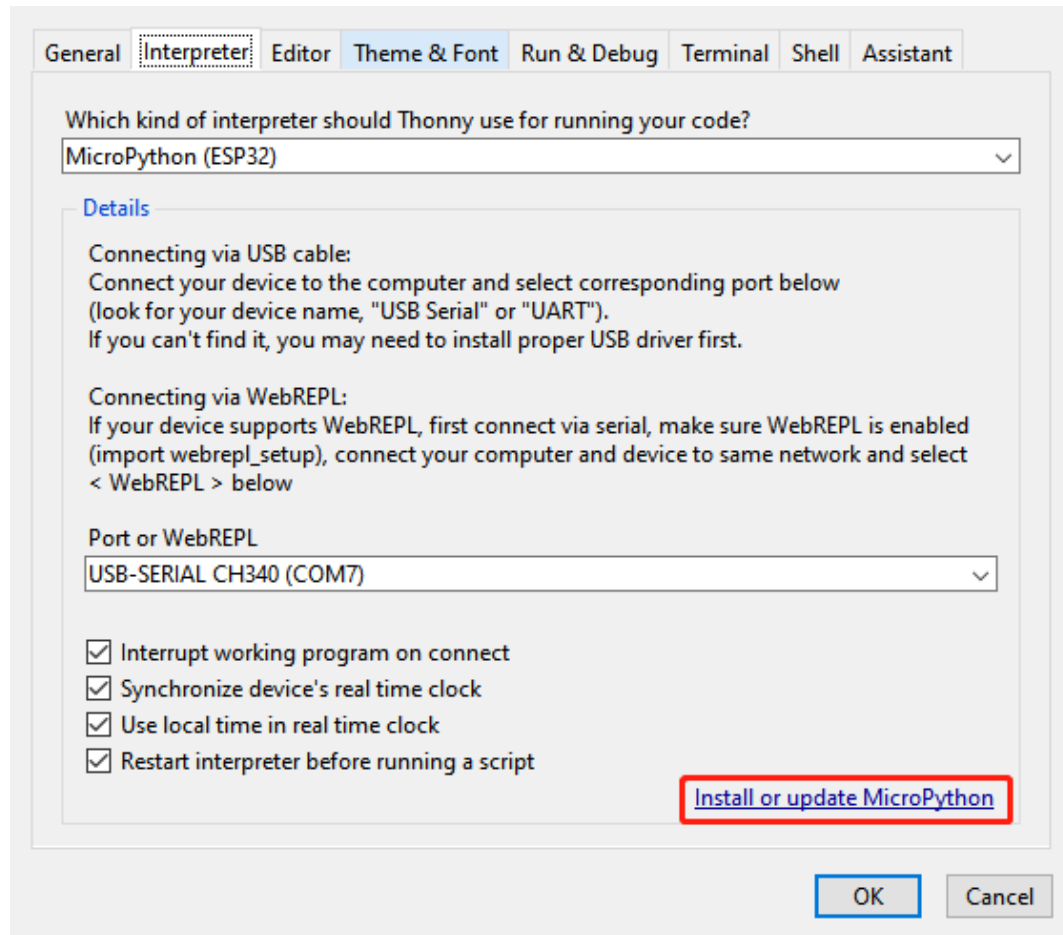 General Interpreter Editor Theme & Font Run & Debug Terminal Shell Assistant
Which kind of interpreter should Thonny use for running your code?
MicroPython (ESP32)
Details
Connecting via USB cable:
Connect your device to the computer and select corresponding port below
(look for your device name, "USB Serial" or "UART").
If you can't find it, you may need to install proper USB driver first.
Connecting via WebREPL:
If your device supports WebREPL, first connect via serial, make sure WebREPL is enabled
(import webrepl_setup), connect your computer and device to same network and select
< WebREPL > below
Port or WebREPL
USB-SERIAL CH340 (COM7)
Interrupt working program on connect
Synchronize device's real time clock
Use local time in real time clock
Restart interpreter before running a script
Install or update MicroPython
OK Cancel